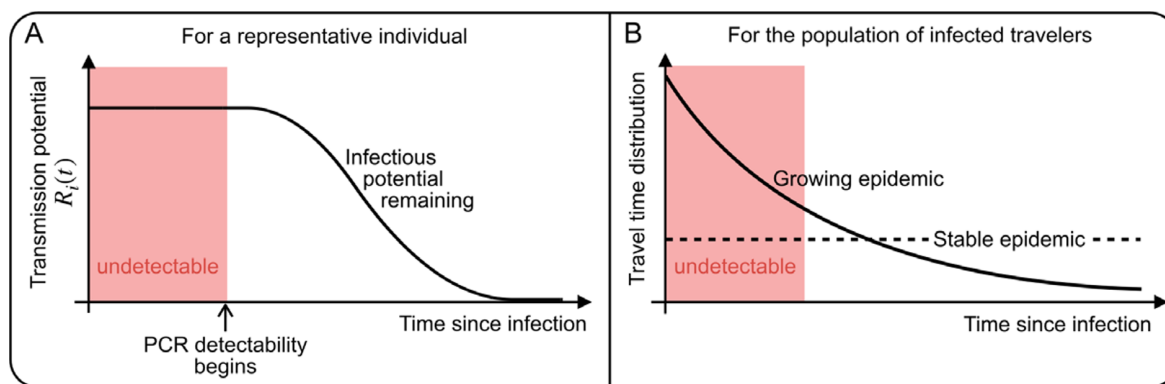 A
For a representative individual
Transmission potential
R_i(t)
Infectious
potential
remaining
undetectable
Time since infection
PCR detectability
begins
B
For the population of infected travelers
Travel time distribution
Growing epidemic
Stable epidemic
undetectable
Time since infection